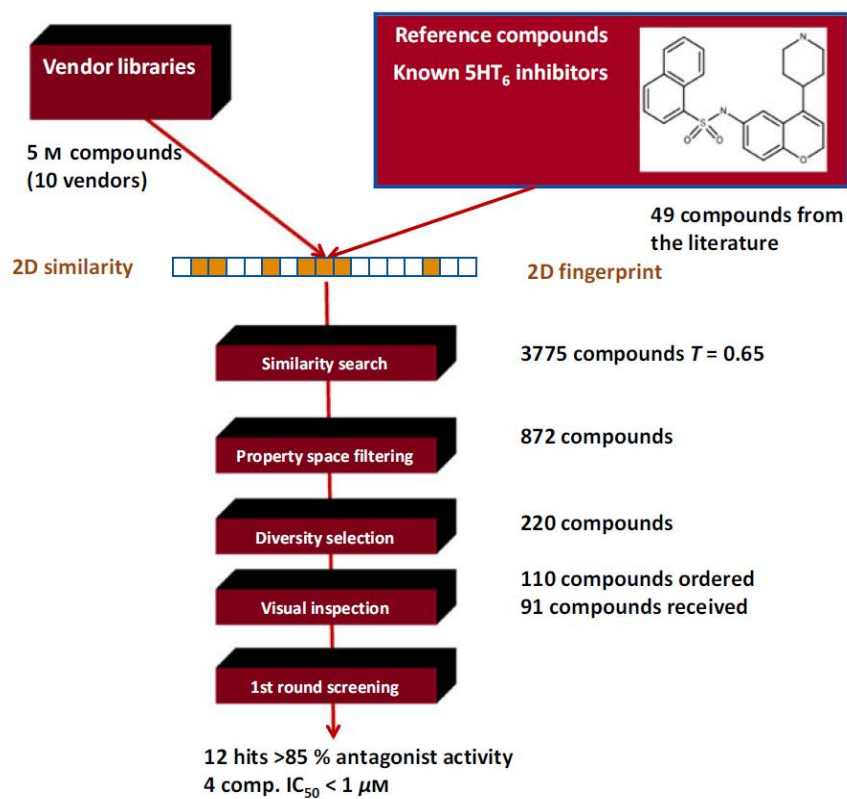 Vendor libraries
Reference compounds
Known 5HT₆ inhibitors
N
N
S
O
O
O
5 M compounds
(10 vendors)
49 compounds from
the literature
2D similarity
2D fingerprint
Similarity search
3775 compounds T = 0.65
Property space filtering
872 compounds
Diversity selection
220 compounds
Visual inspection
110 compounds ordered
91 compounds received
1st round screening
12 hits >85 % antagonist activity
4 comp. IC₅₀ < 1 μM